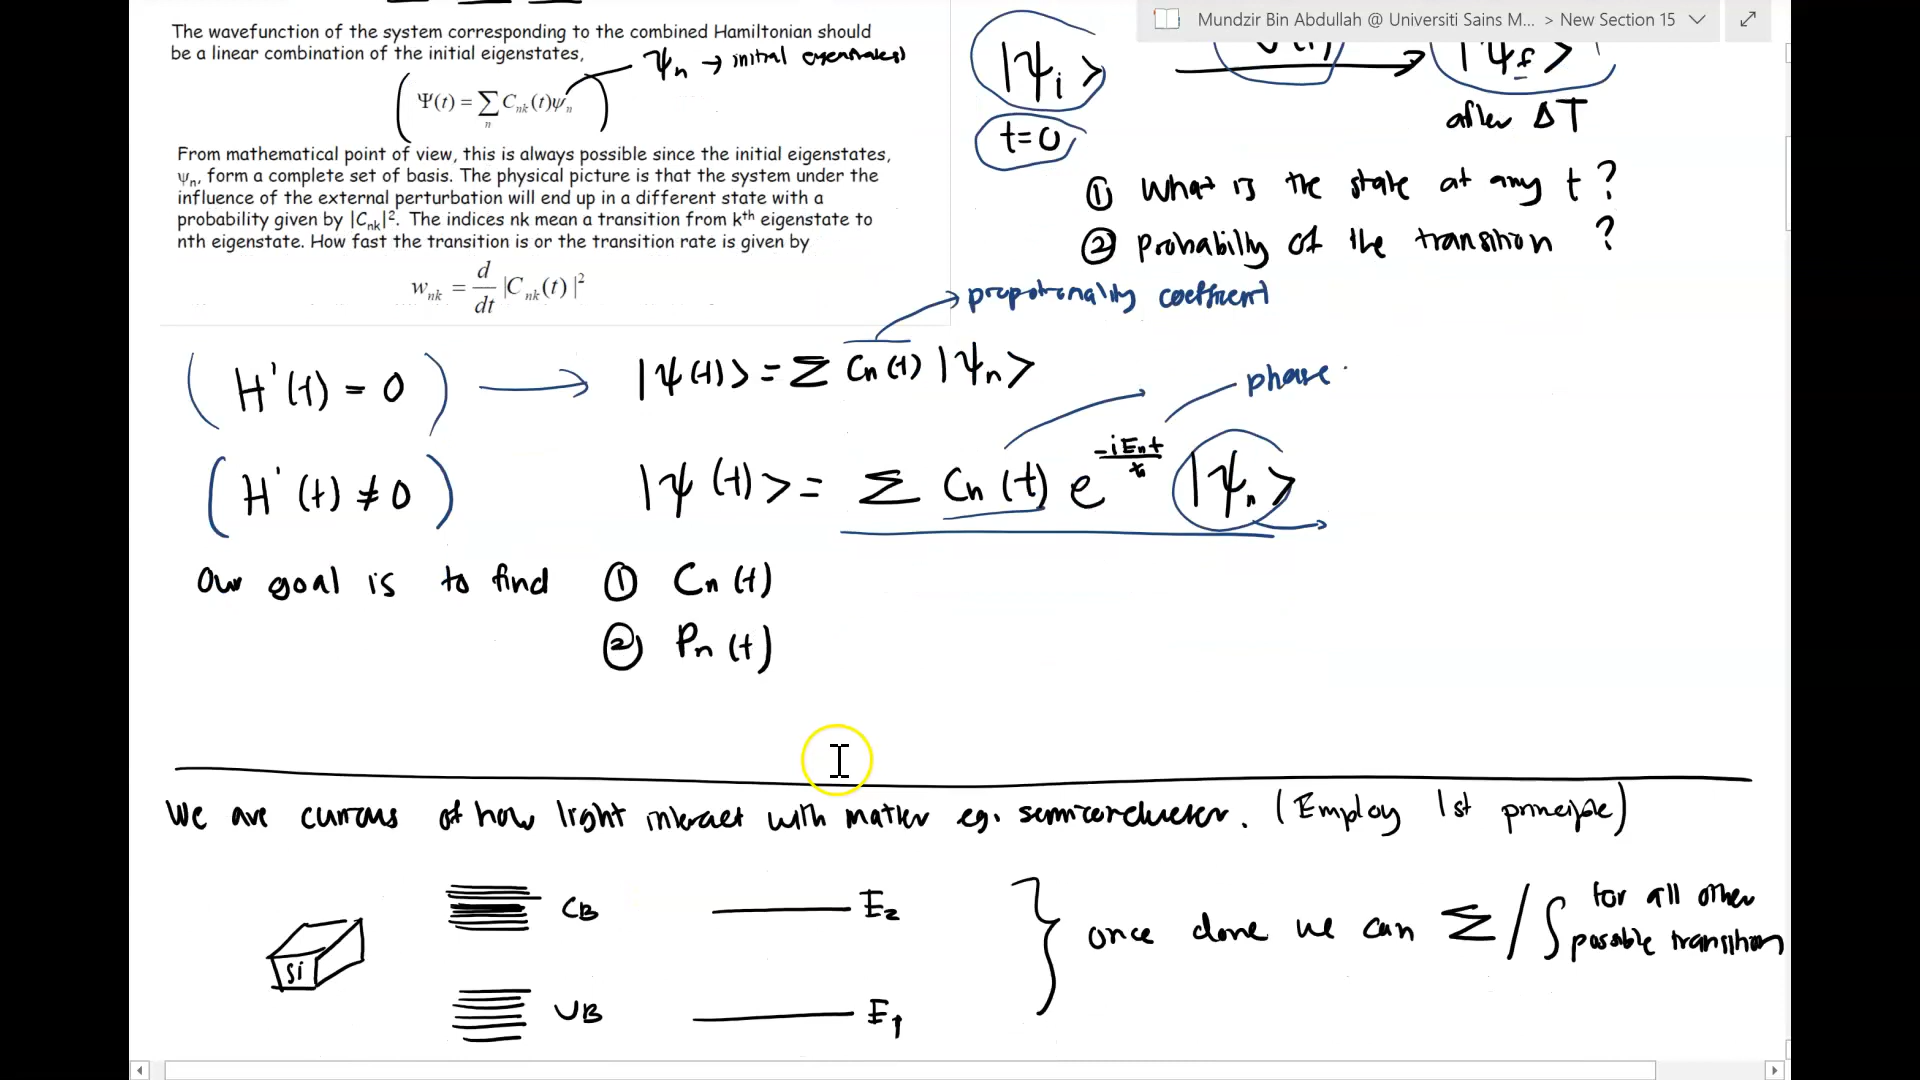 Mundzir Bin Abdullah @ Universiti Sains M... > New Section 15
The wavefunction of the system corresponding to the combined Hamiltonian should
be a linear combination of the initial eigenstates,
ψn → initial eigenstates
Ψ(t) = ∑n Cnk(t)ψn
From mathematical point of view, this is always possible since the initial eigenstates,
ψn, form a complete set of basis. The physical picture is that the system under the
influence of the external perturbation will end up in a different state with a
probability given by |Cnk|². The indices nk mean a transition from kth eigenstate to
nth eigenstate. How fast the transition is or the transition rate is given by
wnk = d/dt |Cnk(t)|²
|ψi>
|ψf>
t=0
after ΔT
① What is the state at any t ?
② probability of the transition ?
proportionality coefficient
(H'(t) = 0) → |ψ(t)> = Σ Cn(t) |ψn>
phase
(H'(t) ≠ 0) |ψ(t)> = Σ Cn(t) e^(-iEnt/ħ) |ψn>
Our goal is to find ① Cn(t)
② Pn(t)
We are curious of how light interact with matter eg. semiconductor. (Employ 1st principle)
Si
CB
E2
VB
E1
once done we can Σ / ∫ for all other
possible transition